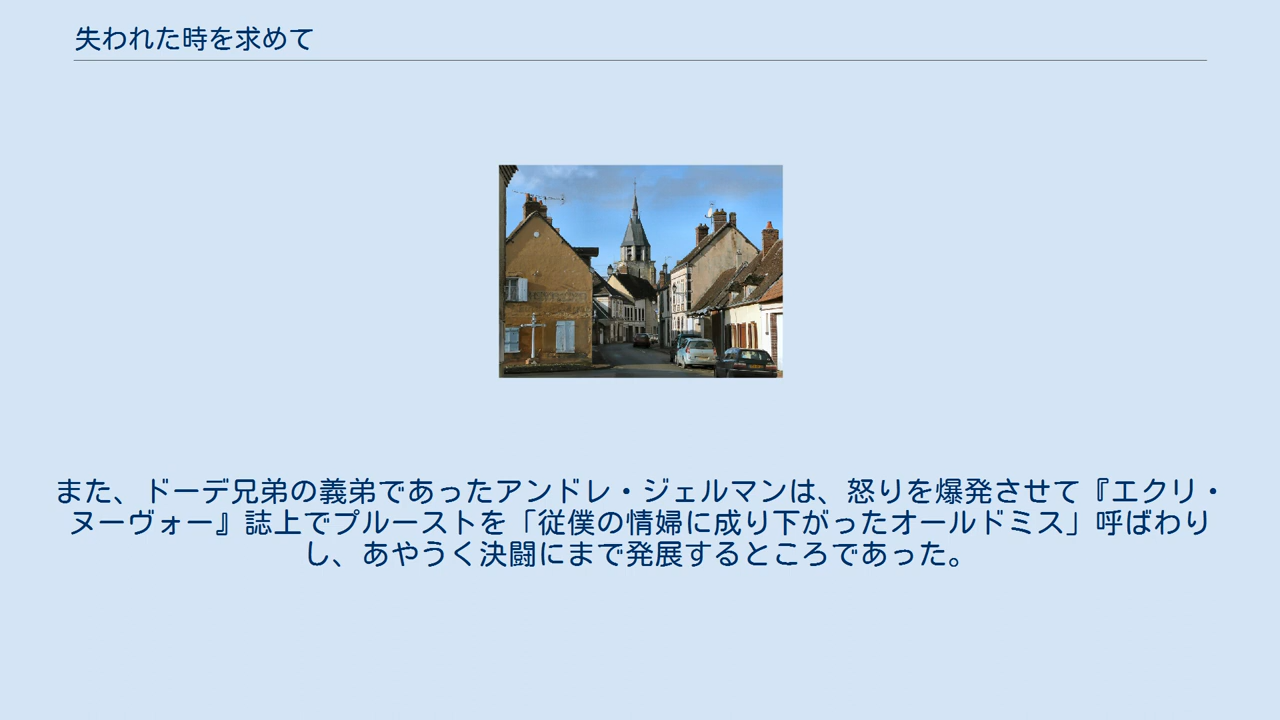 失われた時を求めて
また、ドーデ兄弟の義弟であったアンドレ・ジェルマンは、怒りを爆発させて『エクリ・
ヌーヴォー』誌上でプルーストを「従僕の情婦に成り下がったオールドミス」呼ばわり
し、あやうく決闘にまで発展するところであった。